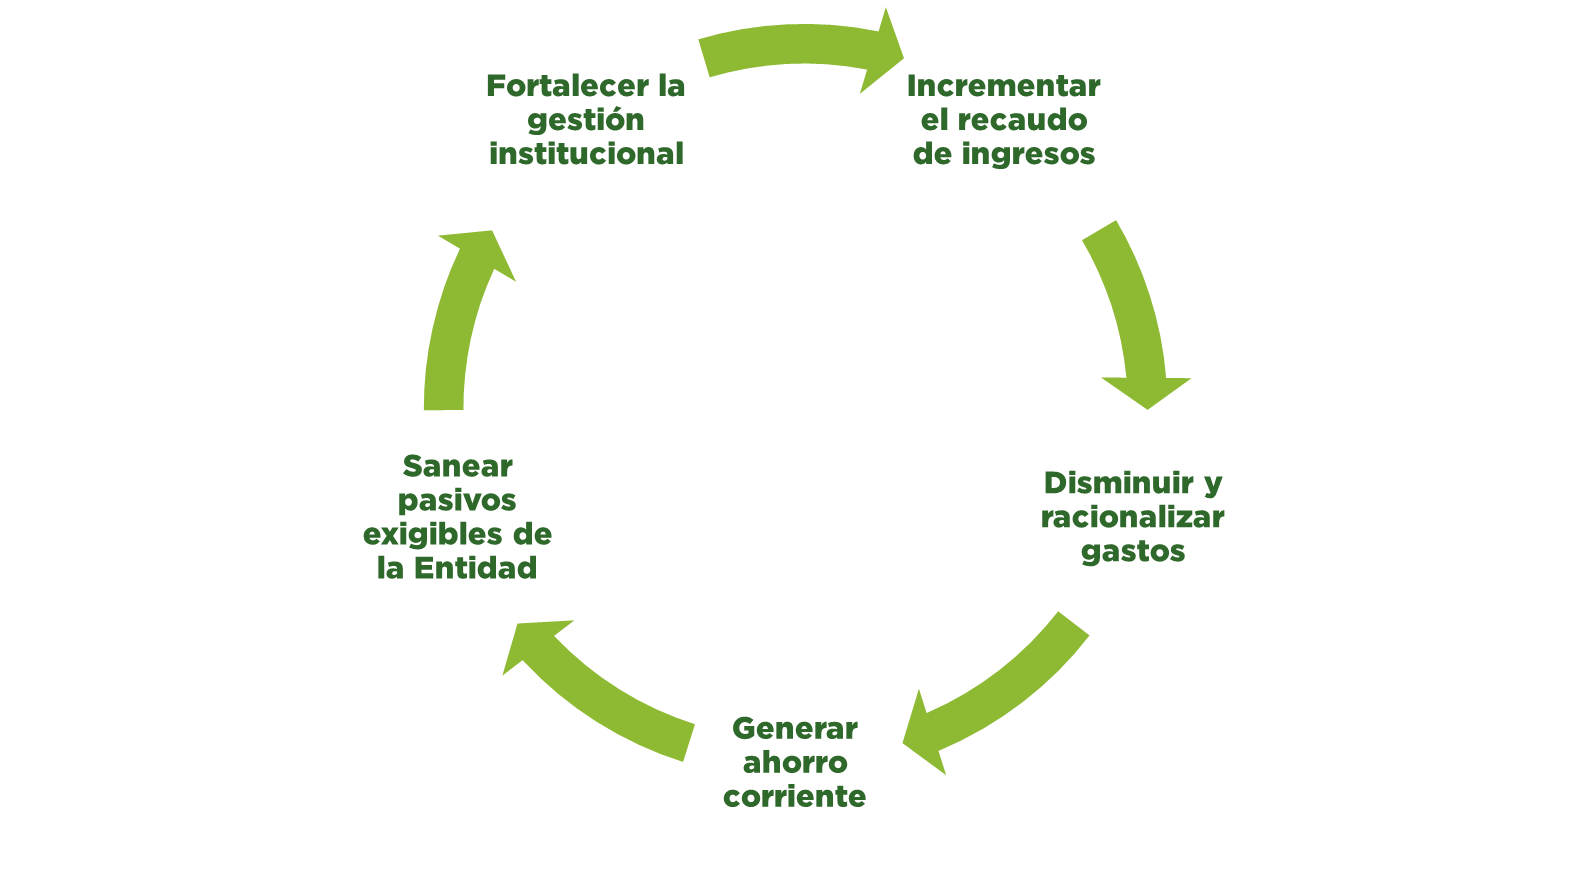 Fortalecer la
gestión
institucional
Incrementar
el recaudo
de ingresos
Disminuir y
racionalizar
gastos
Generar
ahorro
corriente
Sanear
pasivos
exigibles de
la Entidad